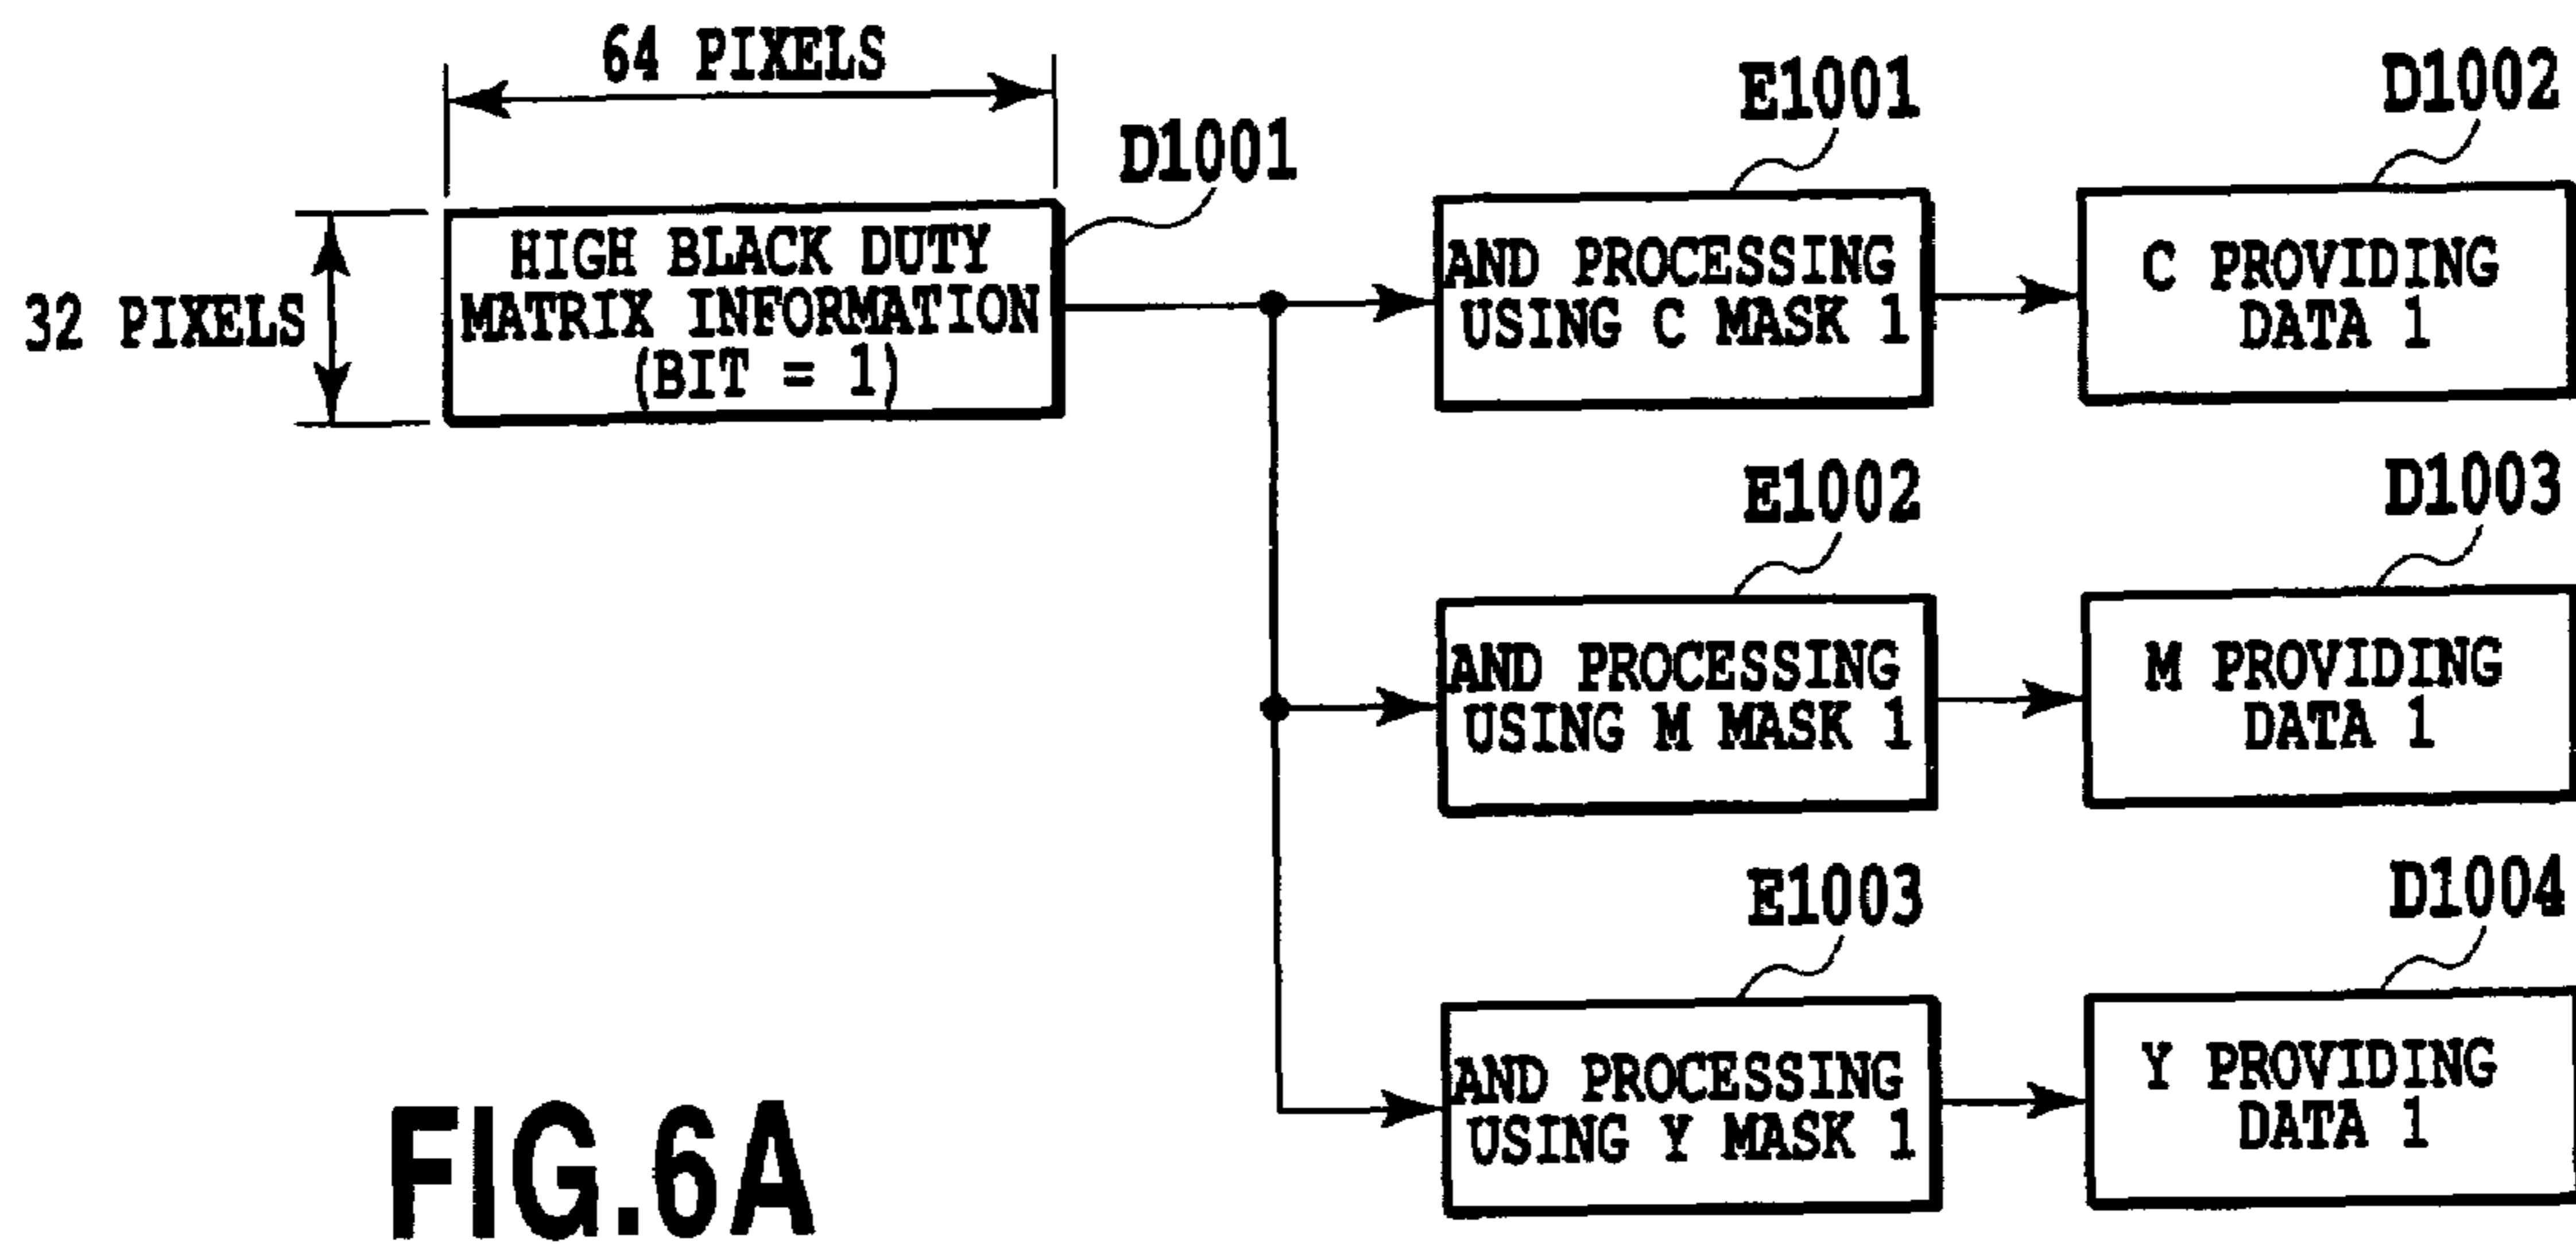 64 PIXELS
32 PIXELS
D1001
HIGH BLACK DUTY
MATRIX INFORMATION
(BIT = 1)
E1001
AND PROCESSING
USING C MASK 1
D1002
C PROVIDING
DATA 1
E1002
AND PROCESSING
USING M MASK 1
D1003
M PROVIDING
DATA 1
E1003
AND PROCESSING
USING Y MASK 1
D1004
Y PROVIDING
DATA 1
FIG.6A